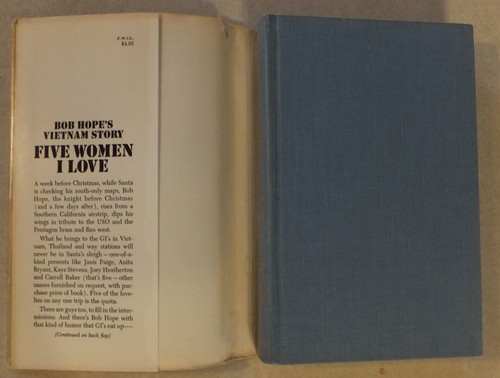 F.W.I.L.
$4.95
BOB HOPE'S
VIETNAM STORY
FIVE WOMEN
I LOVE
A week before Christmas, while Santa
is checking his south-only maps, Bob
Hope, the knight before Christmas
(and a few days after), rises from a
Southern California airstrip, dips his
wings in tribute to the USO and the
Pentagon brass and flies west.
What he brings to the GI's in Viet-
nam, Thailand and way stations will
never be in Santa's sleigh—one-of-a-
kind presents like Janis Paige, Anita
Bryant, Kaye Stevens, Joey Heatherton
and Carroll Baker (that's five—other
names furnished on request, with pur-
chase price of book). Five of the love-
lies on any one trip is the quota.
There are guys too, to fill in the inter-
missions. And there's Bob Hope with
that kind of humor that GI's eat up—
(Continued on back flap)